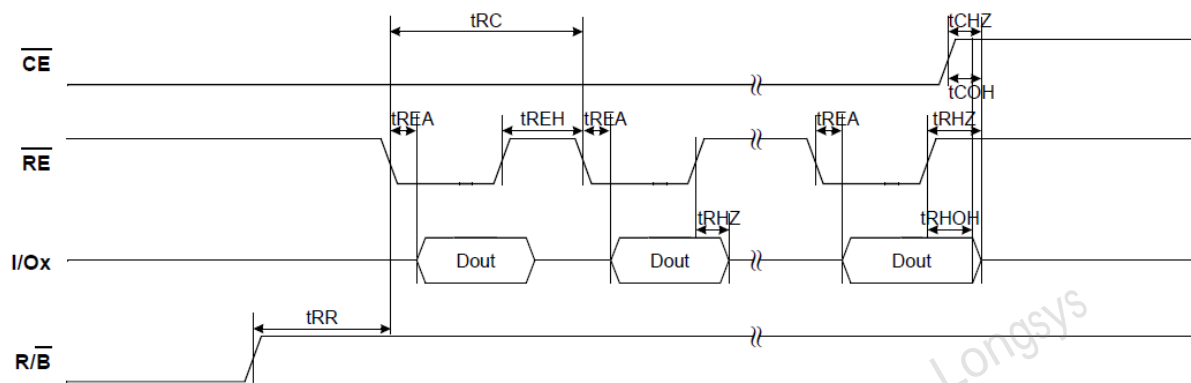 tRC
tCHZ
CE
tCOH
tREA
tREH
tREA
tREA
tRHZ
RE
tRHZ
tRHOH
I/Ox
Dout
Dout
Dout
tRR
R/B
Longsys